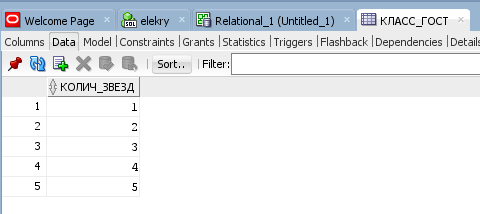 Welcome Page elekry Relational_1 (Untitled_1) КЛАСС_ГОСТ
Columns Data Model Constraints Grants Statistics Triggers Flashback Dependencies Details
Sort.. Filter:
КОЛИЧ_ЗВЕЗД
1 1
2 2
3 3
4 4
5 5